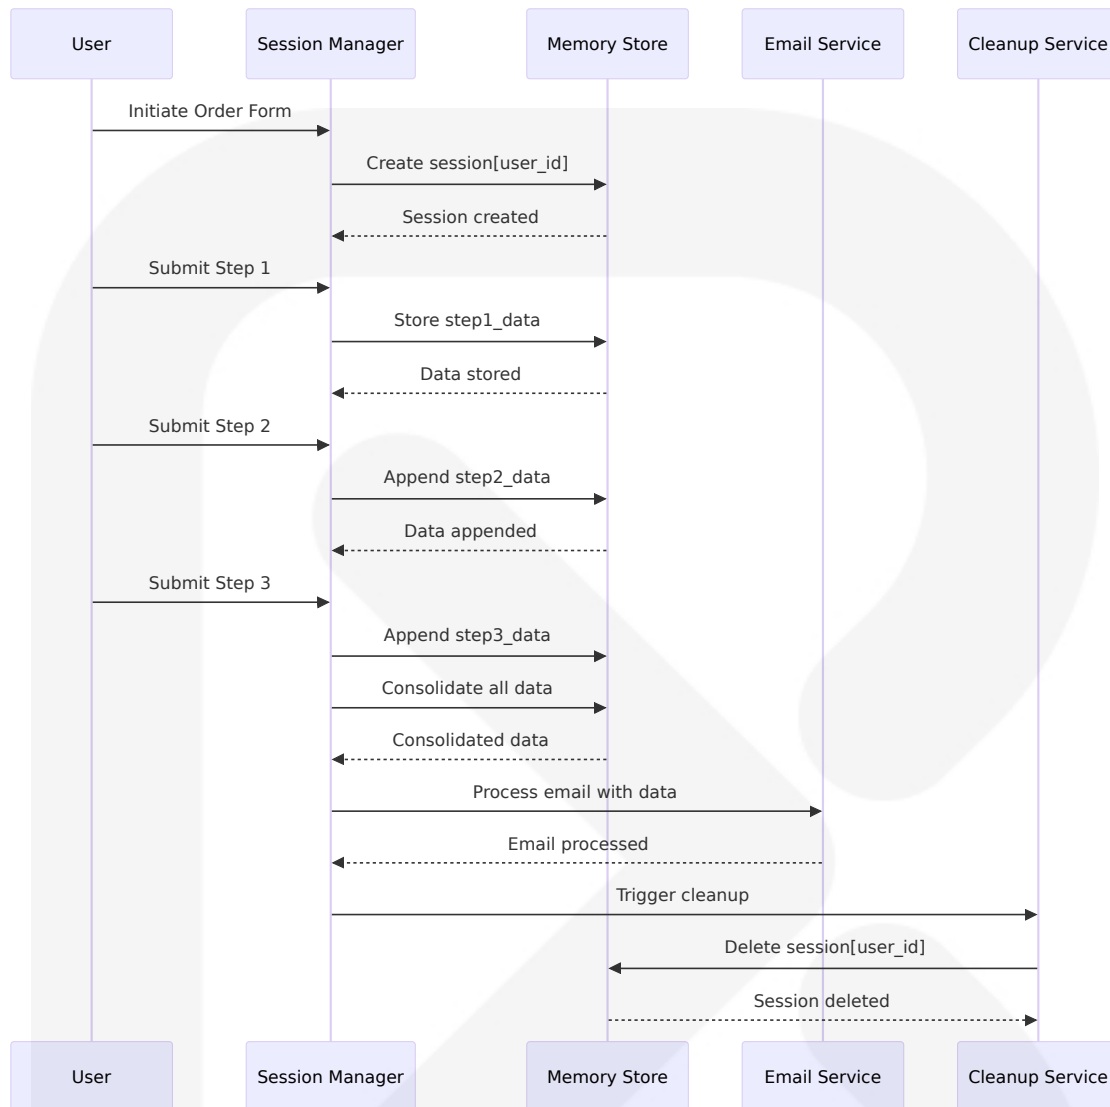 User
Session Manager
Memory Store
Email Service
Cleanup Service
Initiate Order Form
Create session[user_id]
Session created
Submit Step 1
Store step1_data
Data stored
Submit Step 2
Append step2_data
Data appended
Submit Step 3
Append step3_data
Consolidate all data
Consolidated data
Process email with data
Email processed
Trigger cleanup
Delete session[user_id]
Session deleted
User
Session Manager
Memory Store
Email Service
Cleanup Service